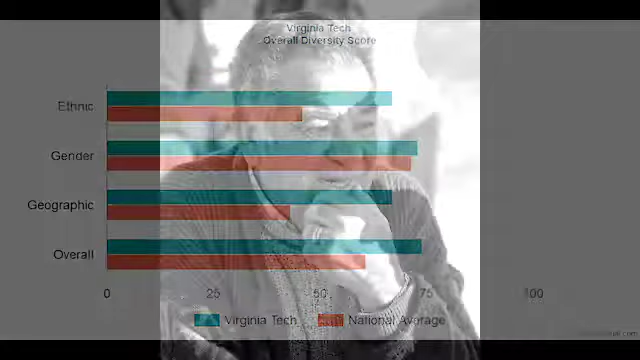 Virginia Tech
Overall Diversity Score
Ethnic
Gender
Geographic
Overall
0 25 50 75 100
Virginia Tech National Average